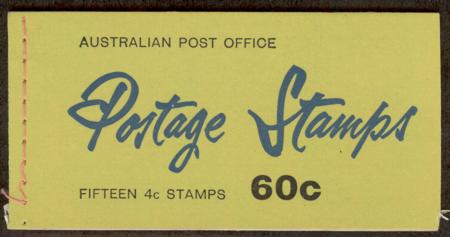 AUSTRALIAN POST OFFICE
Postage Stamps
FIFTEEN 4c STAMPS 60c